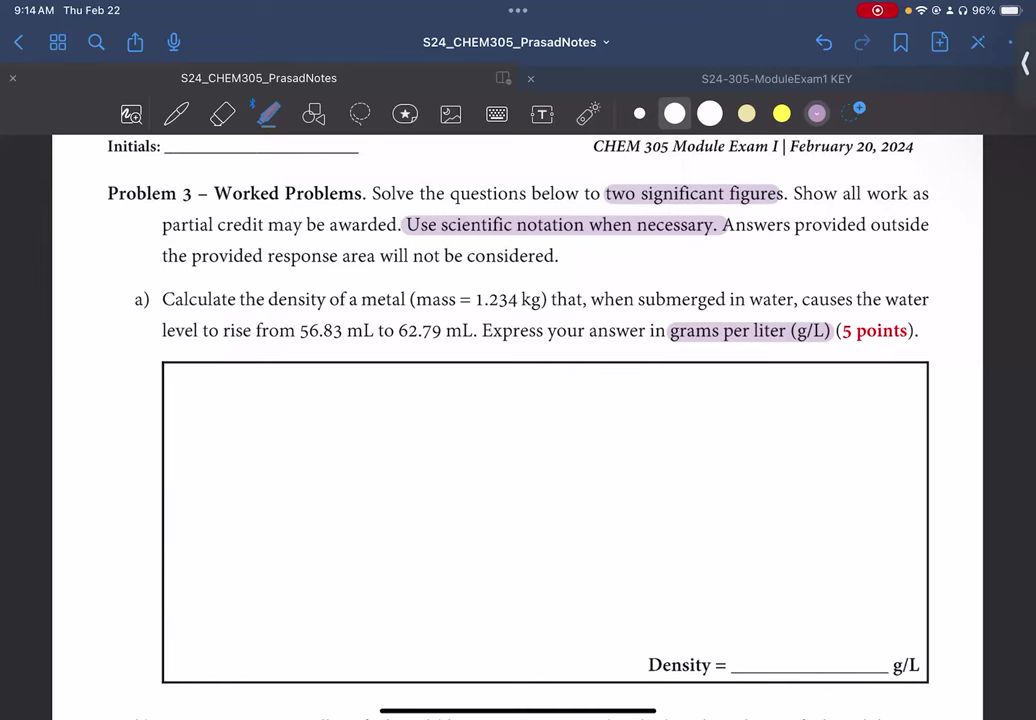 9:14 AM Thu Feb 22
96%
S24_CHEM305_PrasadNotes
S24_CHEM305_PrasadNotes
S24-305-ModuleExam1 KEY
Initials: ____________________
CHEM 305 Module Exam I | February 20, 2024
Problem 3 – Worked Problems. Solve the questions below to two significant figures. Show all work as
partial credit may be awarded. Use scientific notation when necessary. Answers provided outside
the provided response area will not be considered.
a) Calculate the density of a metal (mass = 1.234 kg) that, when submerged in water, causes the water
level to rise from 56.83 mL to 62.79 mL. Express your answer in grams per liter (g/L) (5 points).
Density = ________________ g/L